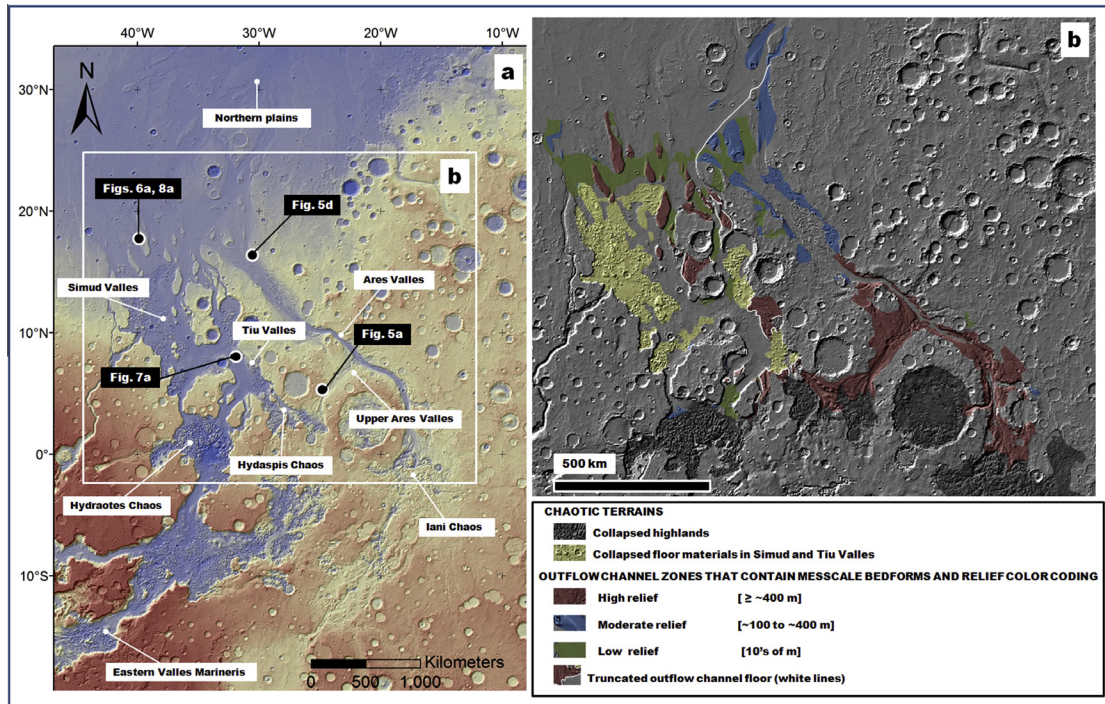 40°W 30°W 20°W 10°W
N
a
30°N
Northern plains
b
Figs. 6a, 8a
Fig. 5d
20°N
Simud Valles
Ares Valles
Tiu Valles
10°N
Fig. 5a
Fig. 7a
Upper Ares Valles
0°
Hydaspis Chaos
Hydraotes Chaos
Iani Chaos
10°S
Kilometers
0 500 1,000
Eastern Valles Marineris
b
500 km
CHAOTIC TERRAINS
Collapsed highlands
Collapsed floor materials in Simud and Tiu Valles
OUTFLOW CHANNEL ZONES THAT CONTAIN MESSCALE BEDFORMS AND RELIEF COLOR CODING
High relief [ ≥ ~400 m]
Moderate relief [~100 to ~400 m]
Low relief [10's of m]
Truncated outflow channel floor (white lines)